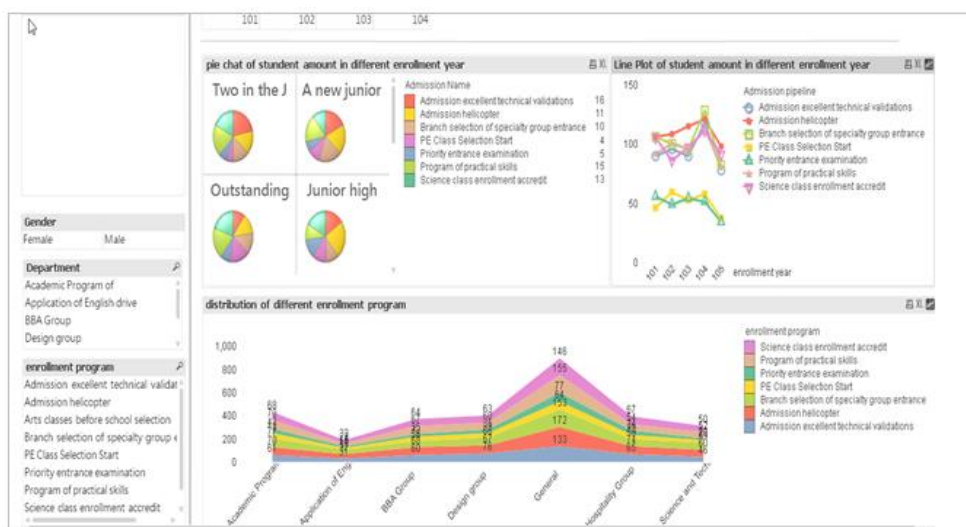 101 102 103 104
pie chat of stundent amount in different enrollment year
XL
Two in the J
A new junior
Outstanding
Junior high
Admission Name
Admission excellent technical validations 16
Admission helicopter 11
Branch selection of specialty group entrance 10
PE Class Selection Start 4
Priority entrance examination 5
Program of practical skills 15
Science class enrollment accredit 13
Line Plot of student amount in different enrollment year
XL
150
100
50
0
101 102 103 104 105
enrollment year
Admission pipeline
Admission excellent technical validations
Admission helicopter
Branch selection of specialty group entrance
PE Class Selection Start
Priority entrance examination
Program of practical skills
Science class enrollment accredit
Gender
Female Male
Department
Academic Program of
Application of English drive
BBA Group
Design group
enrollment program
Admission excellent technical validat
Admission helicopter
Arts classes before school selection
Branch selection of specialty group e
PE Class Selection Start
Priority entrance examination
Program of practical skills
Science class enrollment accredit
distribution of different enrollment program
XL
1,000
800
600
400
200
0
146
155
77
64
153
172
133
Academic Program
Application of Eng
BBA Group
Design group
General
Hospitality Group
Science and Tech
enrollment program
Science class enrollment accredit
Program of practical skills
Priority entrance examination
PE Class Selection Start
Branch selection of specialty group entrance
Admission helicopter
Admission excellent technical validations